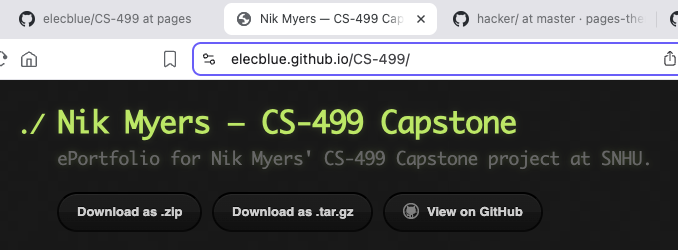 elecblue/CS-499 at pages
Nik Myers — CS-499 Cap
hacker/ at master · pages-the
elecblue.github.io/CS-499/
./ Nik Myers — CS-499 Capstone
ePortfolio for Nik Myers' CS-499 Capstone project at SNHU.
Download as .zip
Download as .tar.gz
View on GitHub